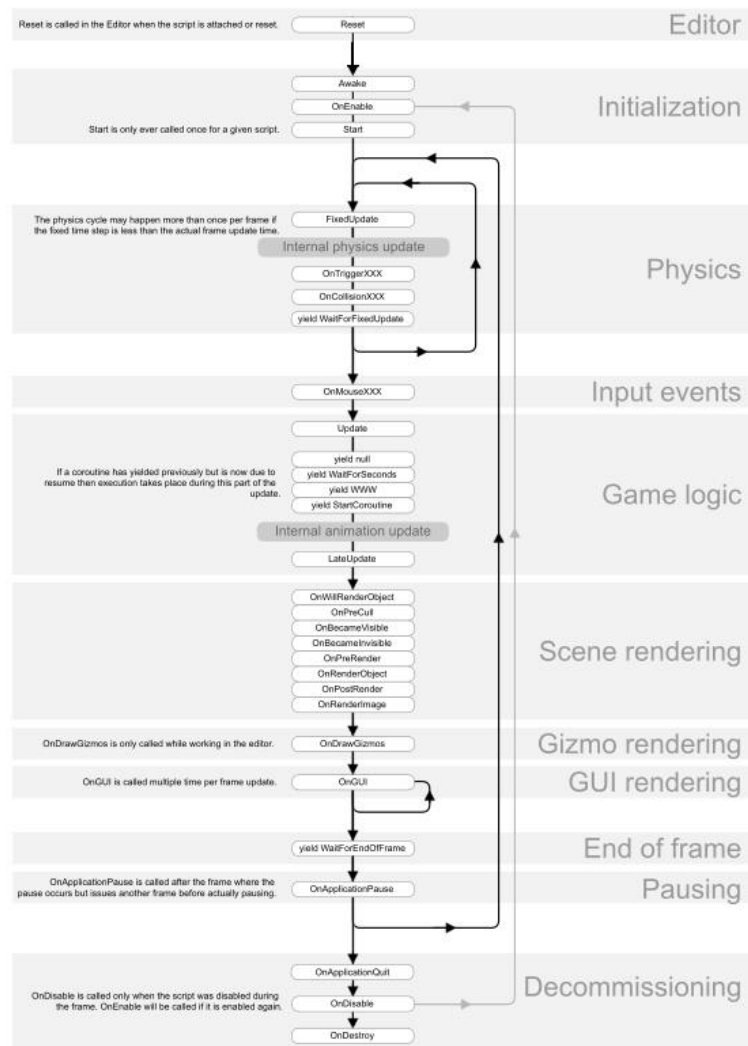 Reset is called in the Editor when the script is attached or reset.
Reset
Editor
Awake
OnEnable
Initialization
Start is only ever called once for a given script.
Start
The physics cycle may happen more than once per frame if
the fixed time step is less than the actual frame update time.
FixedUpdate
Internal physics update
OnTriggerXXX
Physics
OnCollisionXXX
yield WaitForFixedUpdate
OnMouseXXX
Input events
Update
yield null
If a coroutine has yielded previously but is now due to
resume then execution takes place during this part of the
update.
yield WaitForSeconds
yield WWW
yield StartCoroutine
Game logic
Internal animation update
LateUpdate
OnWillRenderObject
OnPreCull
OnBecameVisible
OnBecameInvisible
OnPreRender
OnRenderObject
OnPostRender
OnRenderImage
Scene rendering
OnDrawGizmos is only called while working in the editor.
OnDrawGizmos
Gizmo rendering
OnGUI is called multiple time per frame update.
OnGUI
GUI rendering
yield WaitForEndOfFrame
End of frame
OnApplicationPause is called after the frame where the
pause occurs but issues another frame before actually pausing.
OnApplicationPause
Pausing
OnApplicationQuit
Decommissioning
OnDisable is called only when the script was disabled during
the frame. OnEnable will be called if it is enabled again.
OnDisable
OnDestroy